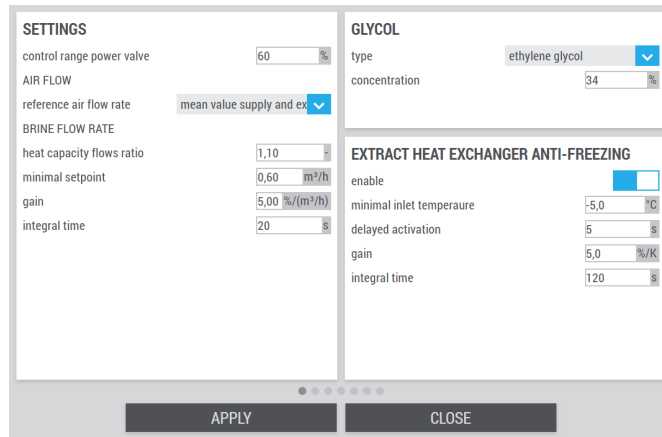 SETTINGS
control range power valve 60 %
AIR FLOW
reference air flow rate mean value supply and ex
BRINE FLOW RATE
heat capacity flows ratio 1,10 -
minimal setpoint 0,60 m³/h
gain 5,00 %/(m³/h)
integral time 20 s
GLYCOL
type ethylene glycol
concentration 34 %
EXTRACT HEAT EXCHANGER ANTI-FREEZING
enable
minimal inlet temperaure -5,0 °C
delayed activation 5 s
gain 5,0 %/K
integral time 120 s
APPLY CLOSE